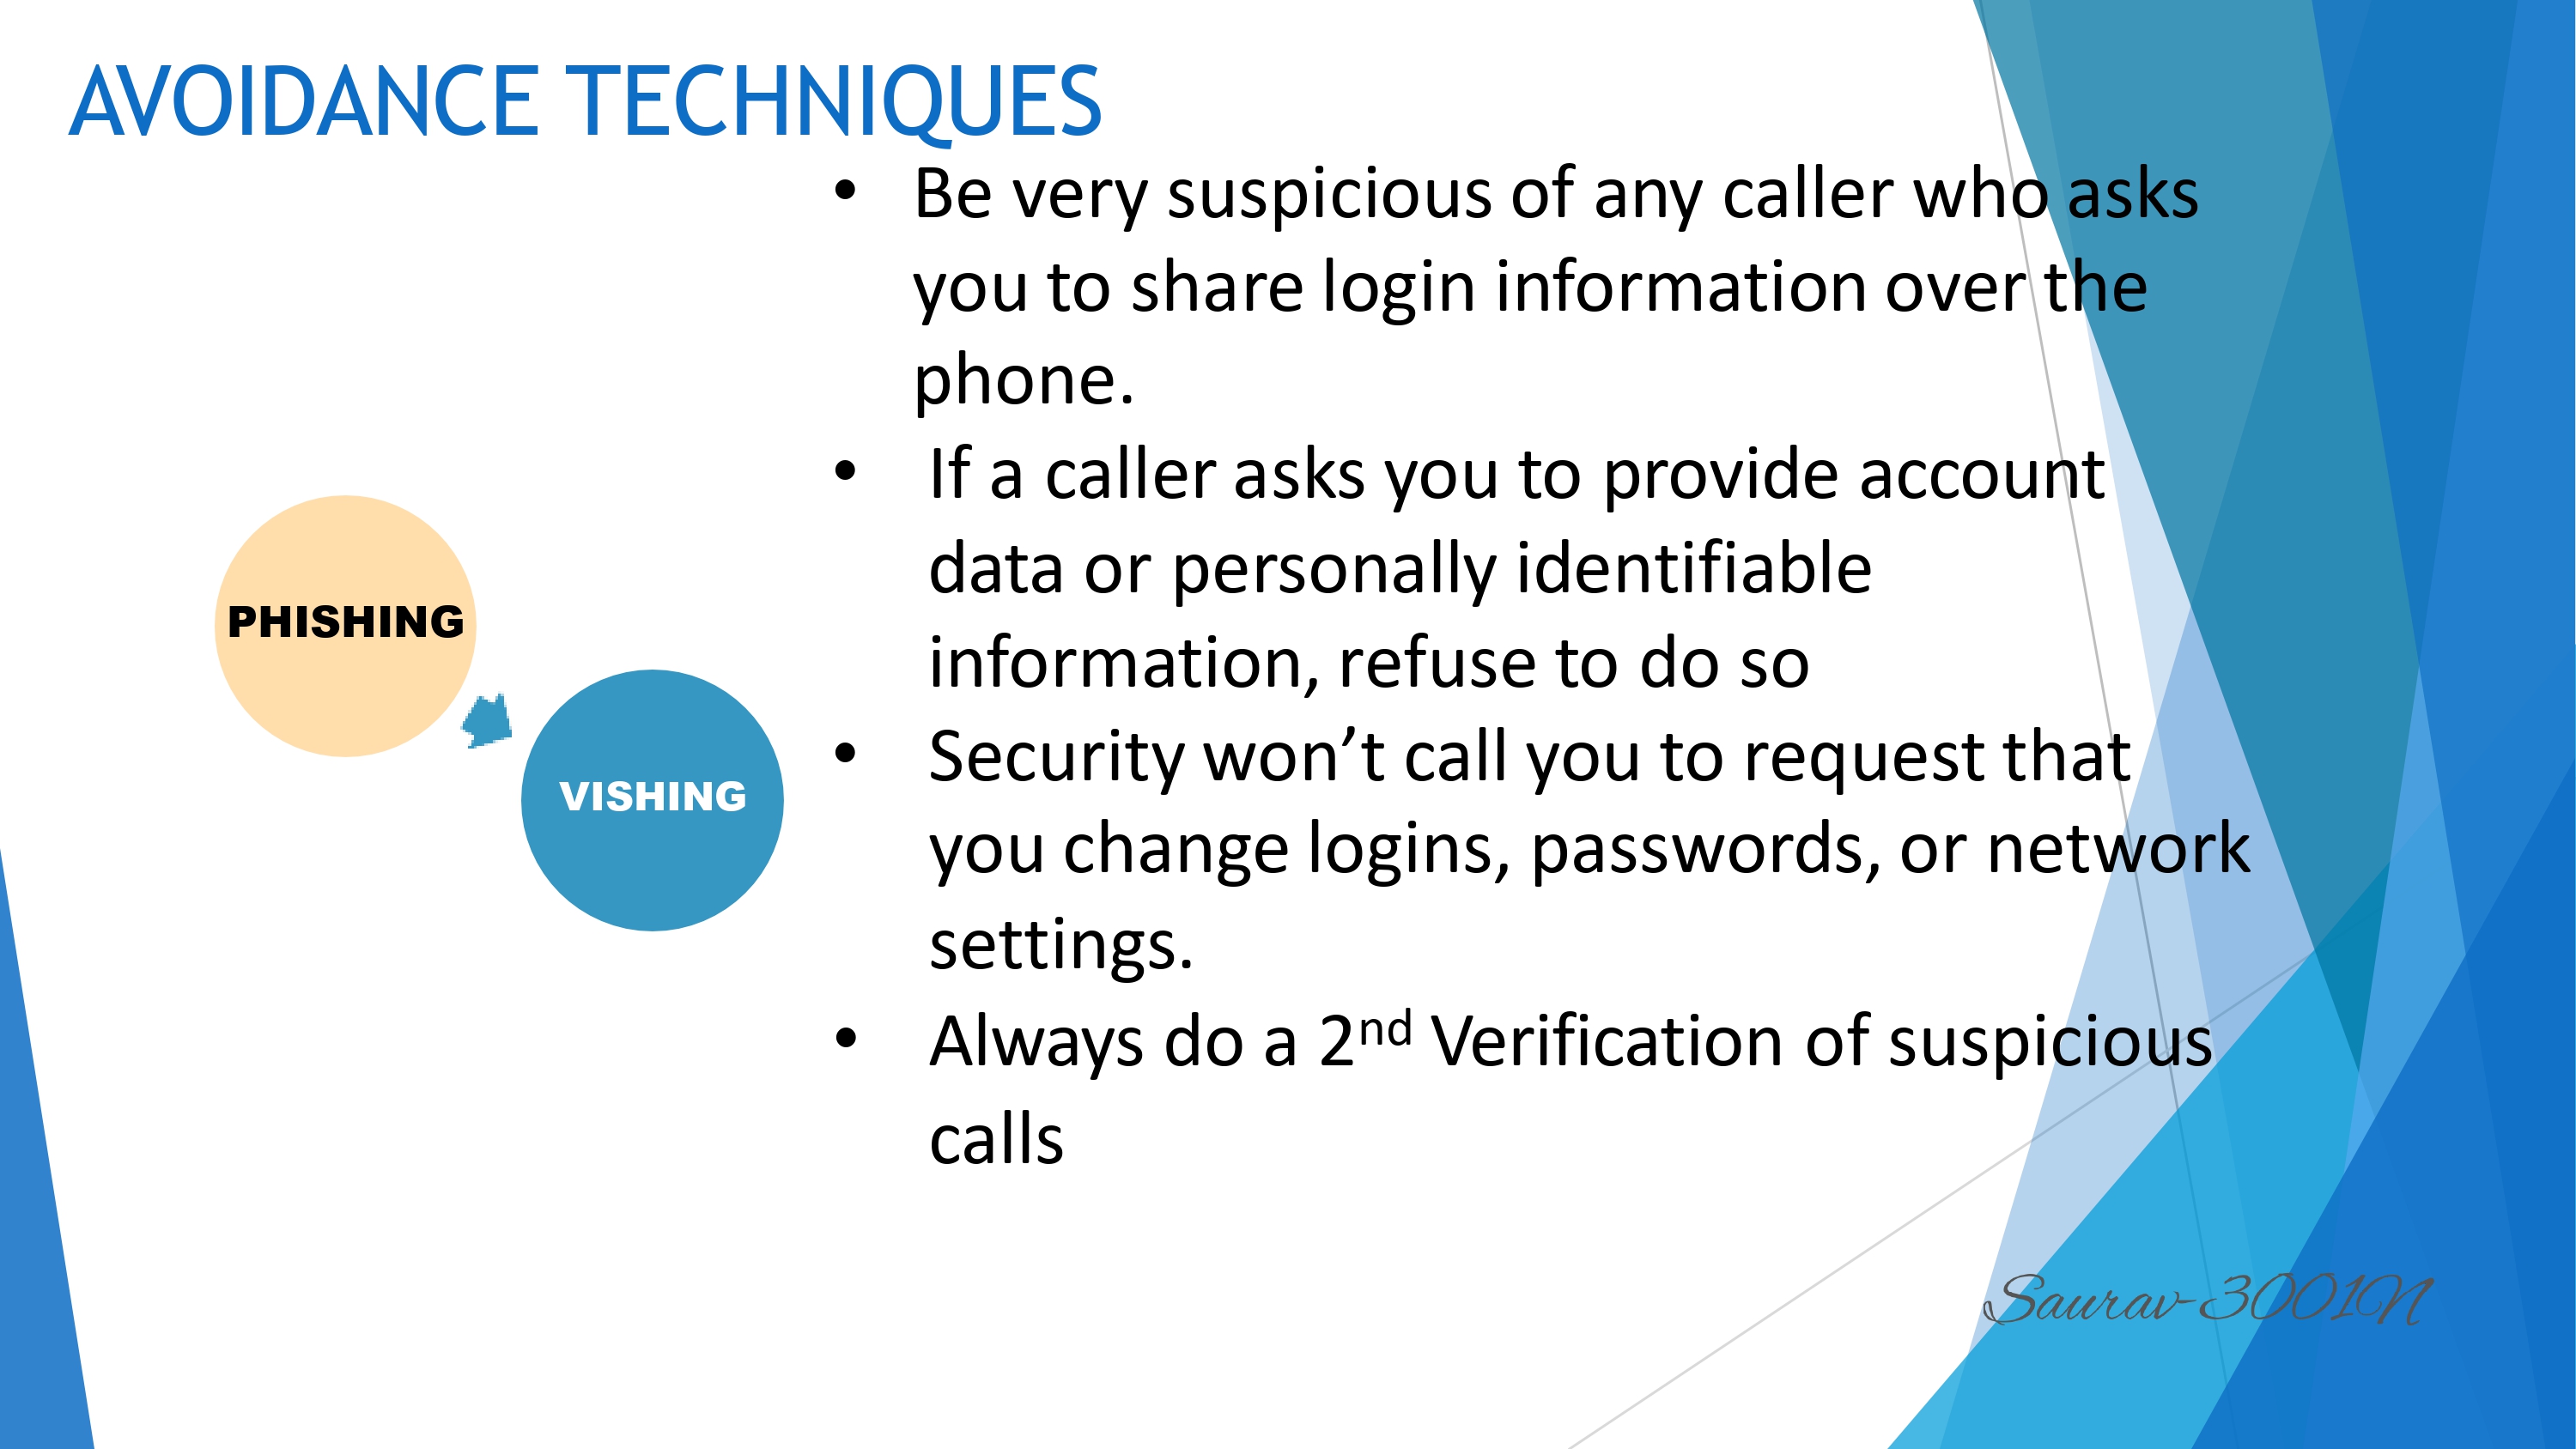 AVOIDANCE TECHNIQUES
• Be very suspicious of any caller who asks
you to share login information over the
phone.
• If a caller asks you to provide account
data or personally identifiable
information, refuse to do so
• Security won’t call you to request that
you change logins, passwords, or network
settings.
• Always do a 2nd Verification of suspicious
calls
PHISHING
VISHING
Saurav-3001N